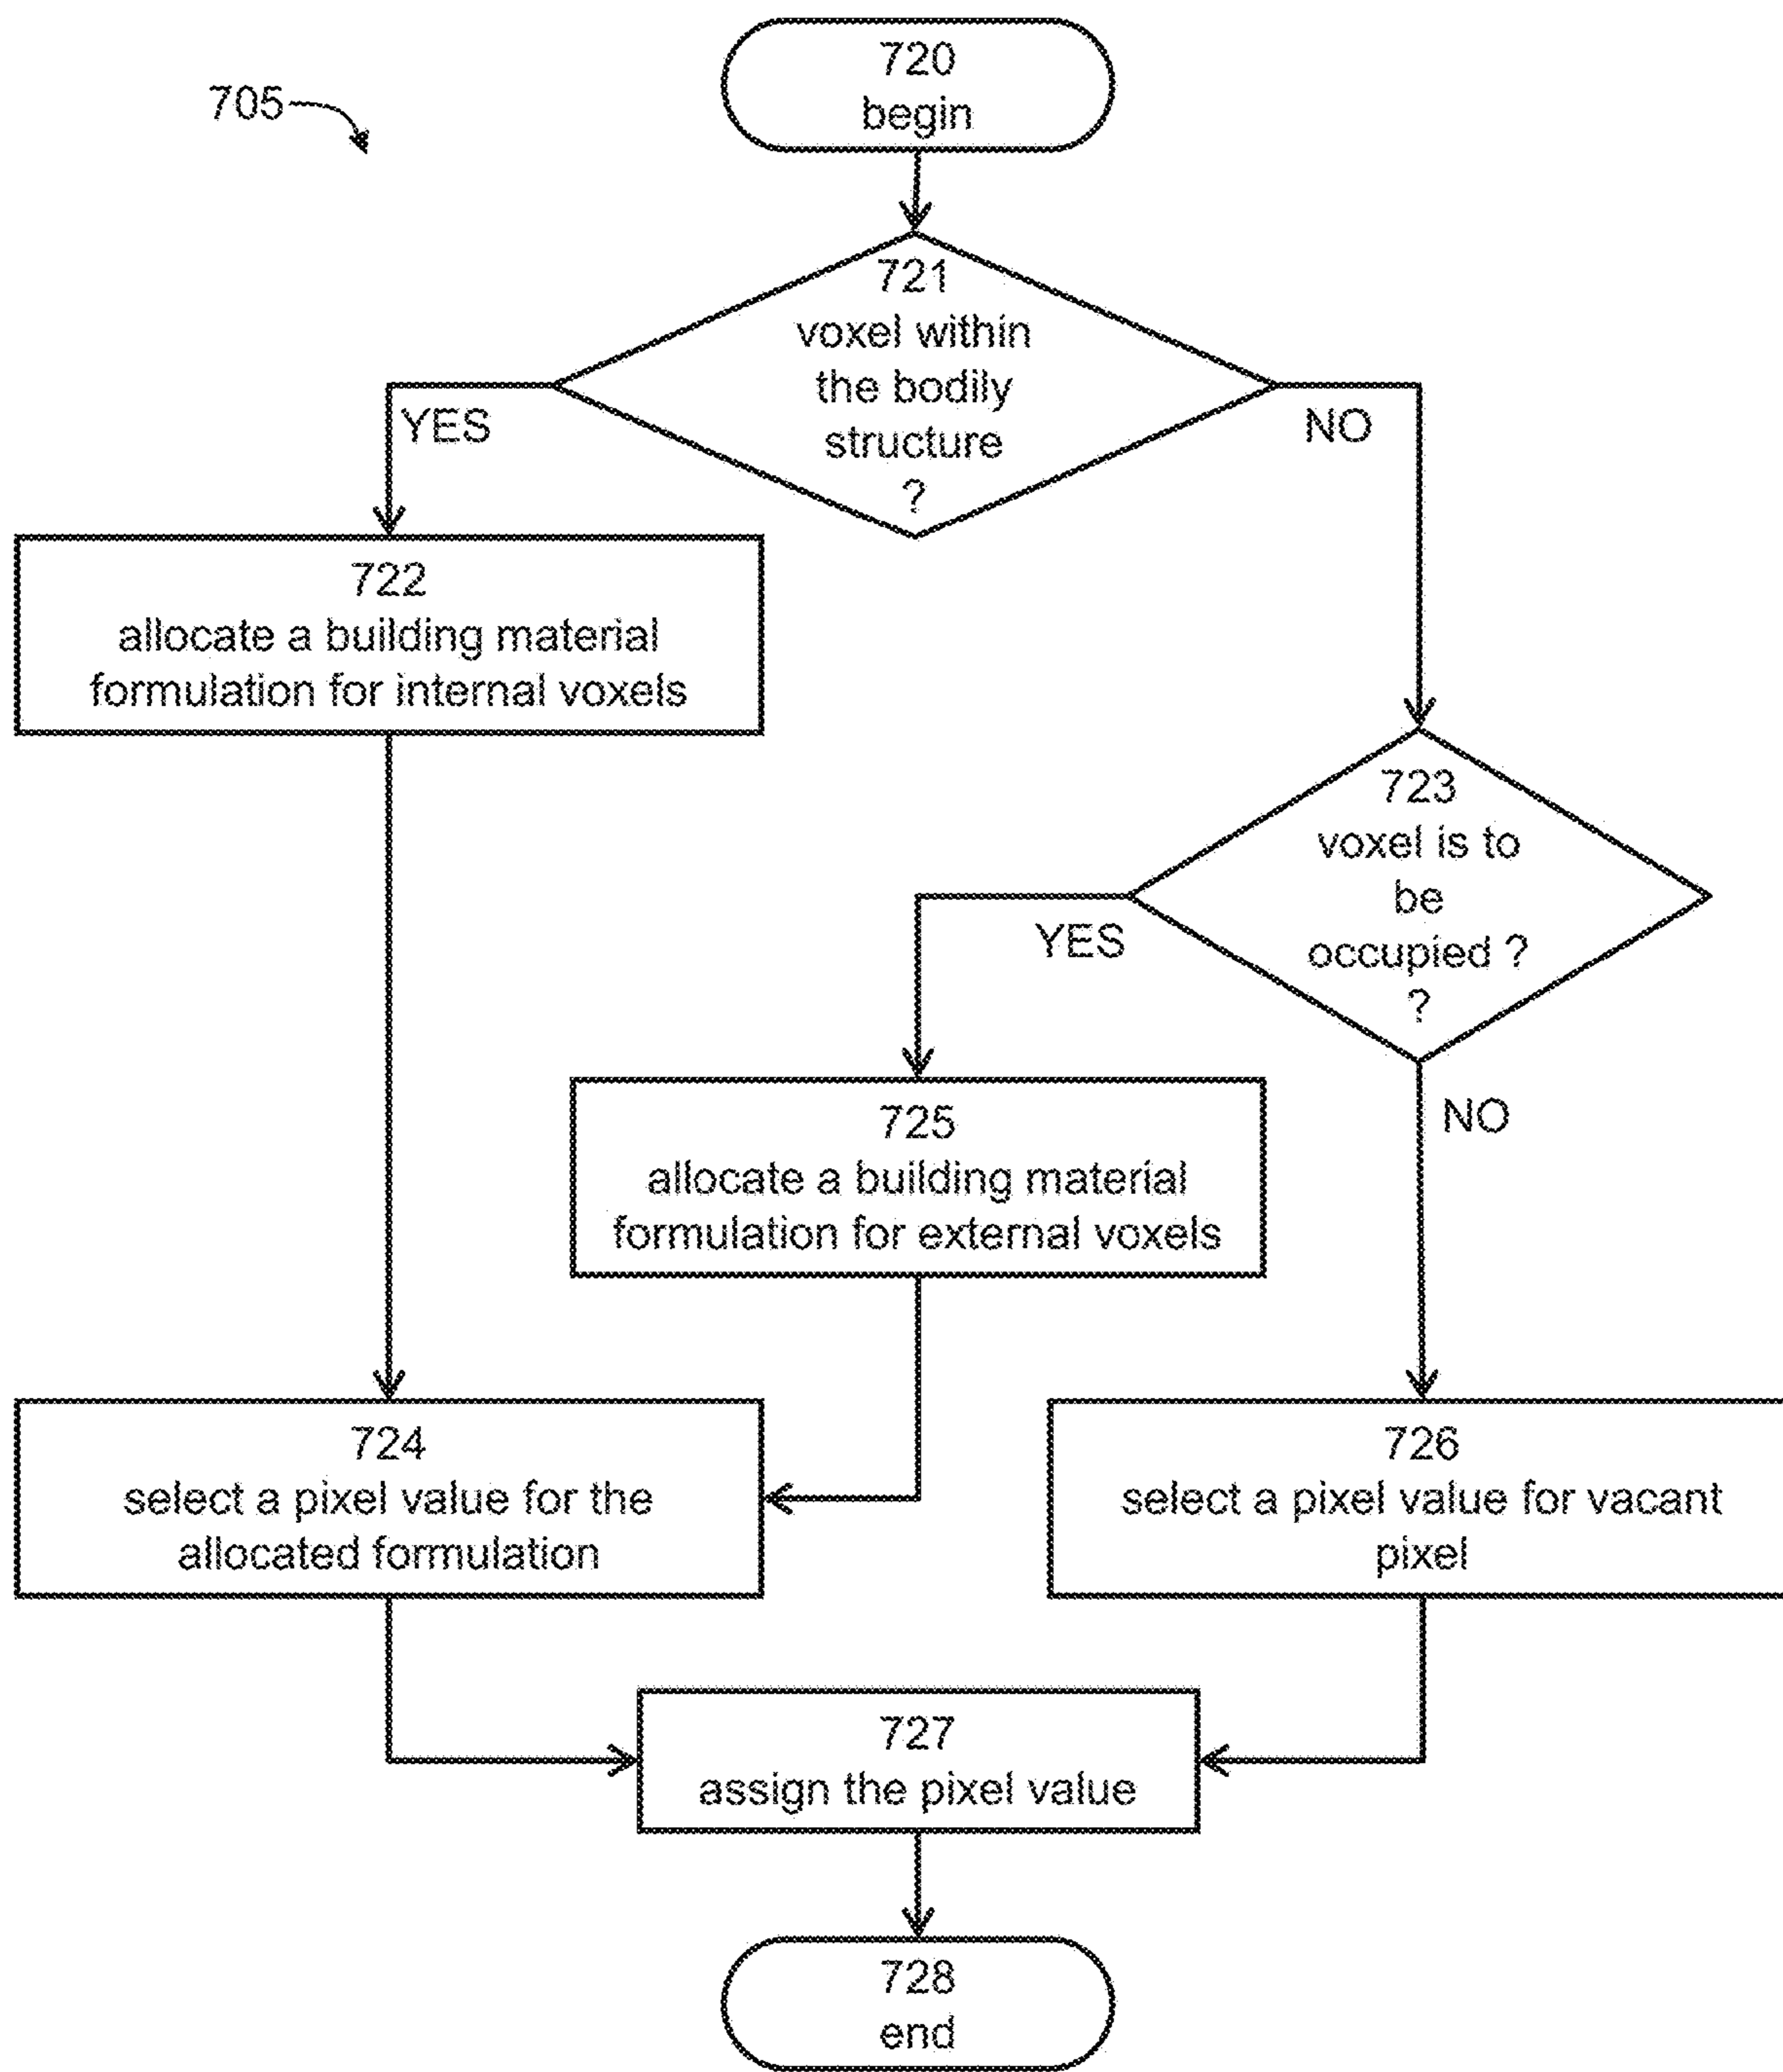 720
begin
705
721
voxel within
the bodily
structure
?
YES
NO
722
allocate a building material
formulation for internal voxels
723
voxel is to
be
occupied ?
?
YES
NO
725
allocate a building material
formulation for external voxels
724
select a pixel value for the
allocated formulation
726
select a pixel value for vacant
pixel
727
assign the pixel value
728
end